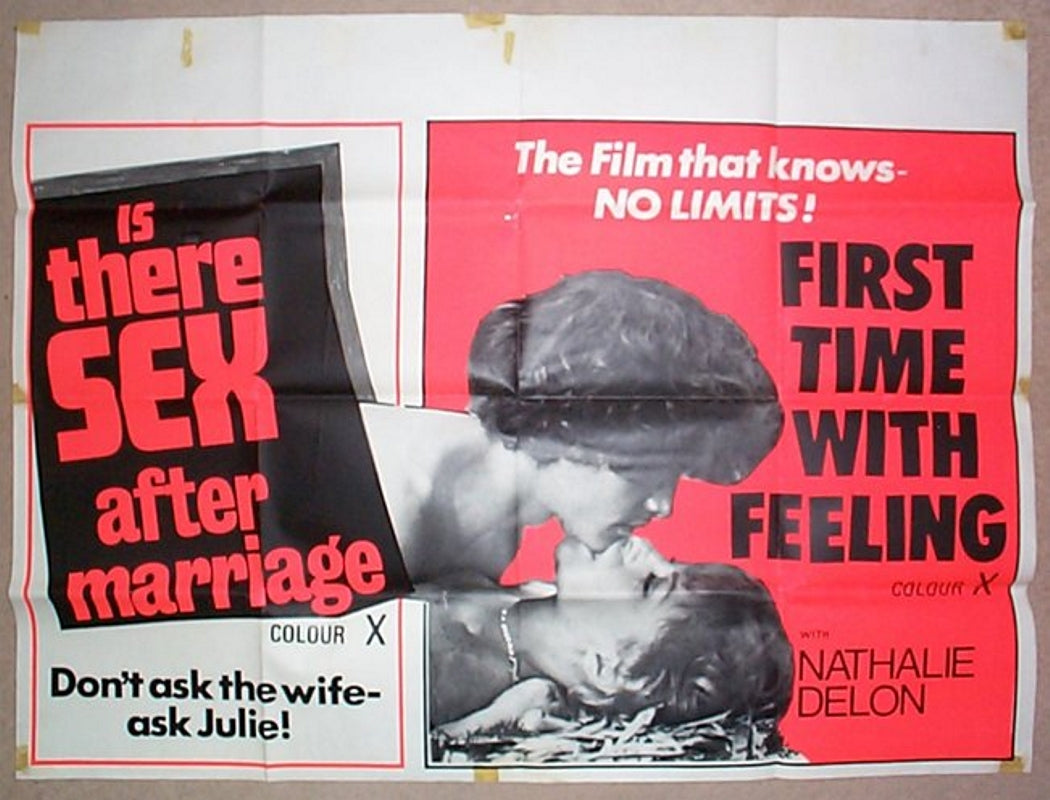 is
there
SEX
after
marriage
COLOUR X
Don't ask the wife-
ask Julie!
The Film that knows-
NO LIMITS!
FIRST
TIME
WITH
FEELING
COLOUR X
WITH
NATHALIE
DELON